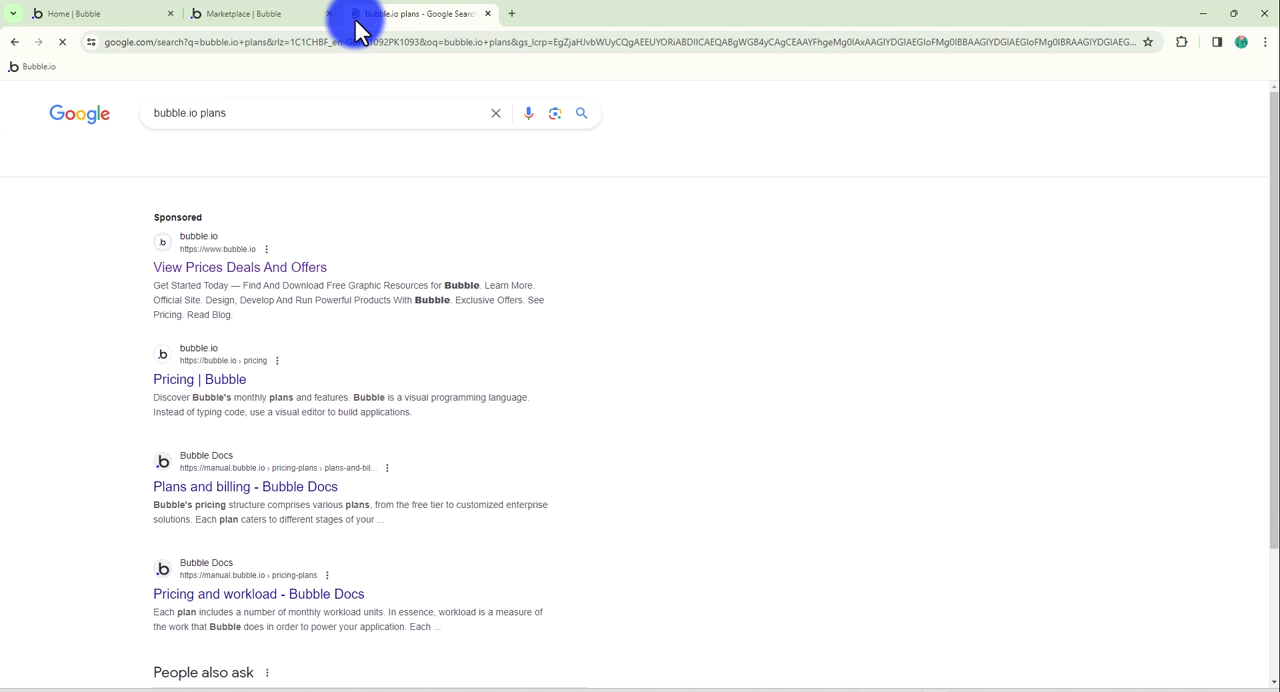 Home | Bubble
Marketplace | Bubble
bubble.io plans - Google Searc
Bubble.io
Google
bubble.io plans
Sponsored
bubble.io
https://www.bubble.io
View Prices Deals And Offers
Get Started Today — Find And Download Free Graphic Resources for Bubble. Learn More.
Official Site. Design, Develop And Run Powerful Products With Bubble. Exclusive Offers. See
Pricing. Read Blog.
bubble.io
https://bubble.io › pricing
Pricing | Bubble
Discover Bubble's monthly plans and features. Bubble is a visual programming language.
Instead of typing code, use a visual editor to build applications.
Bubble Docs
https://manual.bubble.io › pricing-plans › plans-and-bil...
Plans and billing - Bubble Docs
Bubble's pricing structure comprises various plans, from the free tier to customized enterprise
solutions. Each plan caters to different stages of your ...
Bubble Docs
https://manual.bubble.io › pricing-plans
Pricing and workload - Bubble Docs
Each plan includes a number of monthly workload units. In essence, workload is a measure of
the work that Bubble does in order to power your application. Each ...
People also ask